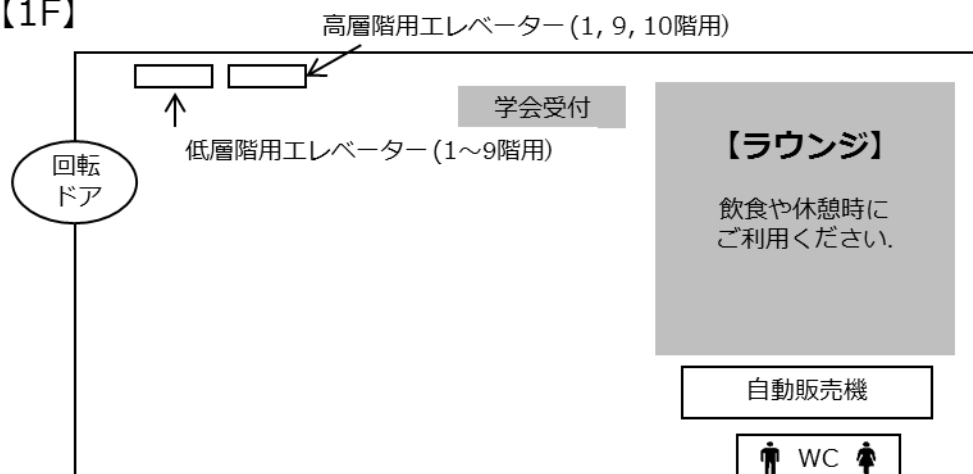 【1F】
高層階用エレベーター(1, 9, 10階用)
学会受付
低層階用エレベーター(1～9階用)
回転
ドア
【ラウンジ】
飲食や休憩時に
ご利用ください.
自動販売機
WC